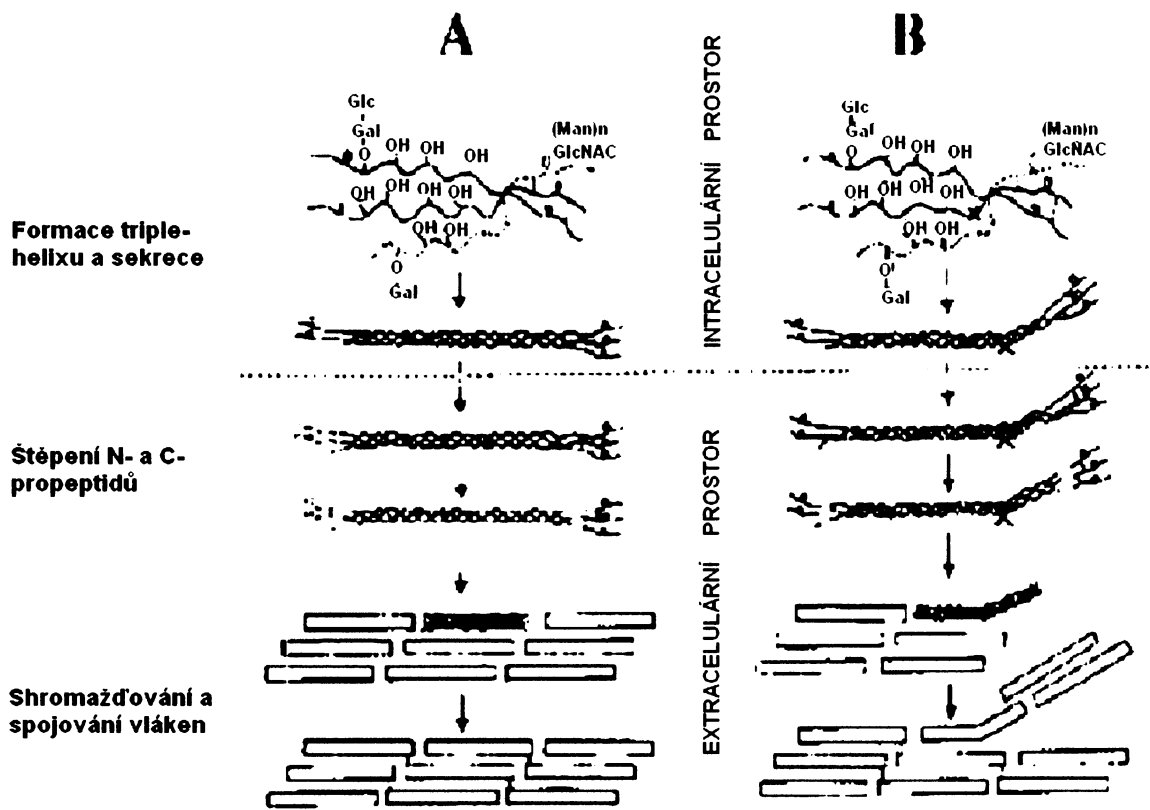 A
B
Glc
Gal
O
OH
OH
OH
(Man)n
GlcNAC
OH
OH
OH
OH
OH
OH
OH
O
Gal
Glc
Gal
O
OH
OH
OH
(Man)n
GlcNAC
OH
OH
OH
OH
OH
OH
O
Gal
INTRACELULÁRNÍ PROSTOR
Formace triple-
helixu a sekrece
Štěpení N- a C-
propeptidů
EXTRACELULÁRNÍ PROSTOR
Shromažďování a
spojování vláken